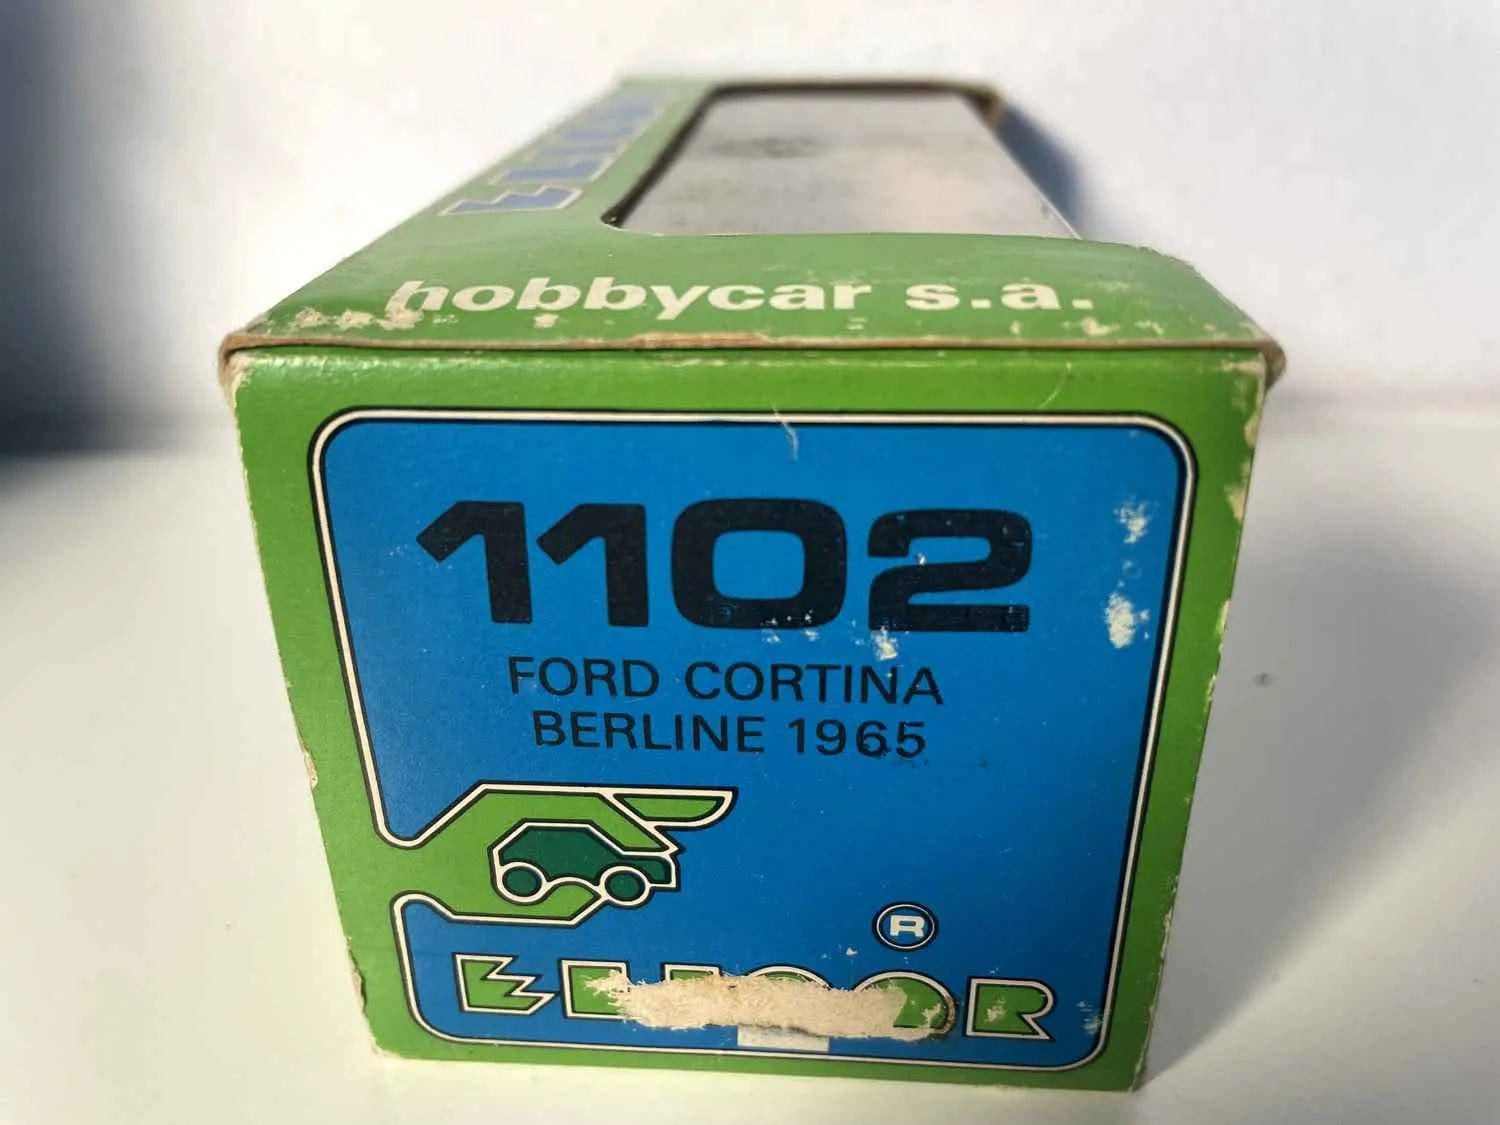 hobbycar s.a.
1102
FORD CORTINA
BERLINE 1965
R